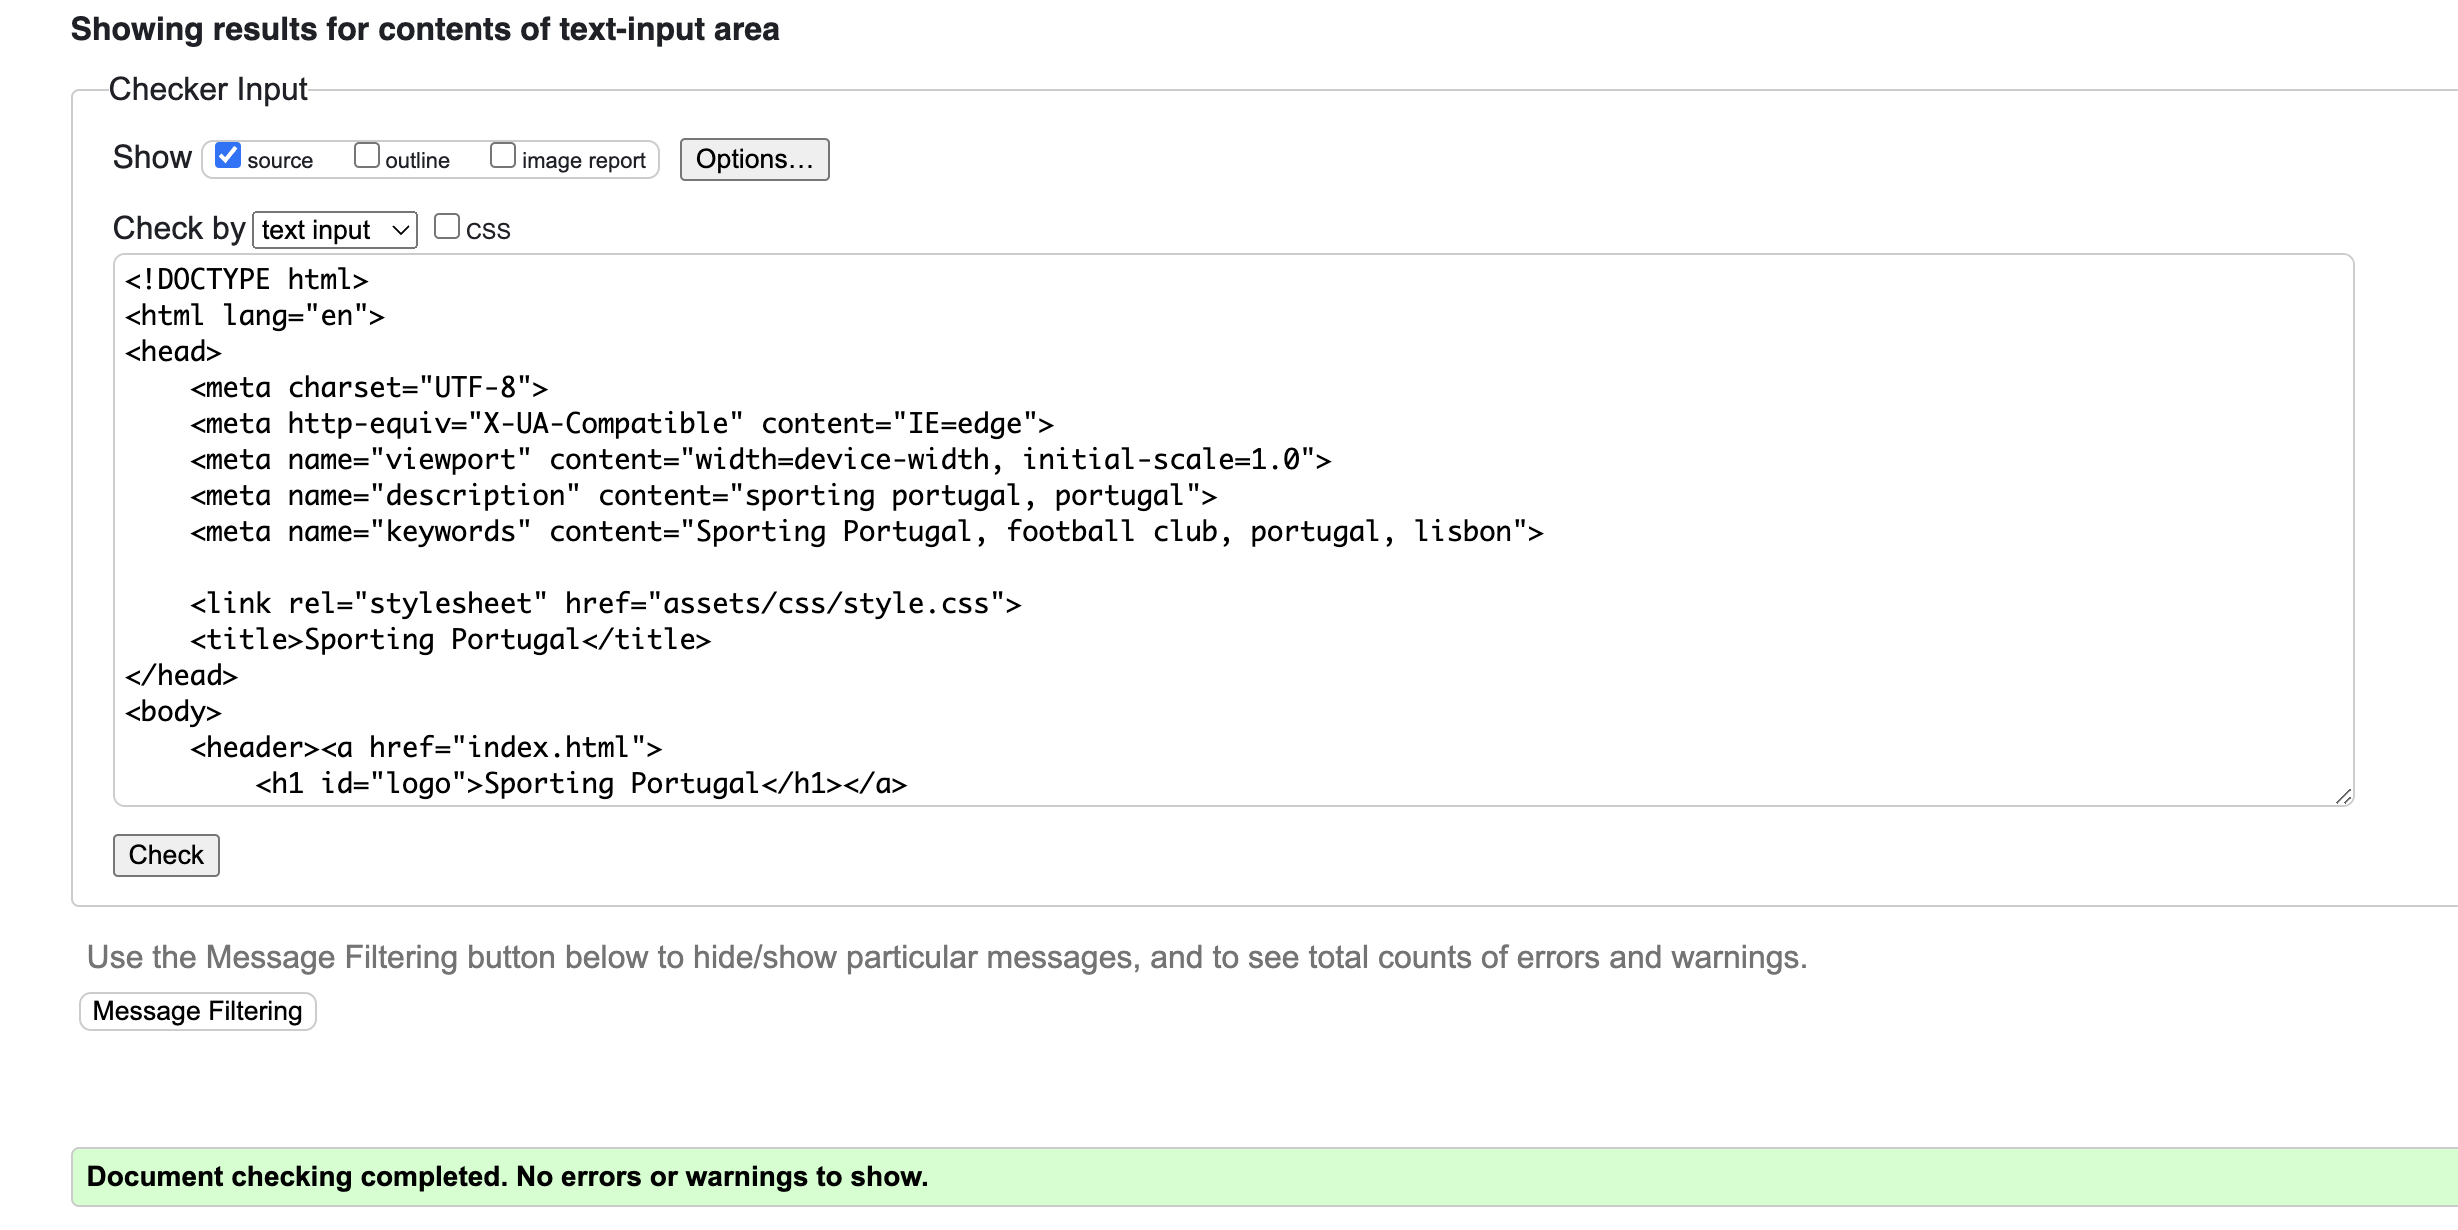 Showing results for contents of text-input area
Checker Input
Show source outline image report Options...
Check by text input CSS
<!DOCTYPE html>
<html lang="en">
<head>
    <meta charset="UTF-8">
    <meta http-equiv="X-UA-Compatible" content="IE=edge">
    <meta name="viewport" content="width=device-width, initial-scale=1.0">
    <meta name="description" content="sporting portugal, portugal">
    <meta name="keywords" content="Sporting Portugal, football club, portugal, lisbon">

    <link rel="stylesheet" href="assets/css/style.css">
    <title>Sporting Portugal</title>
</head>
<body>
    <header><a href="index.html">
        <h1 id="logo">Sporting Portugal</h1></a>
Check
Use the Message Filtering button below to hide/show particular messages, and to see total counts of errors and warnings.
Message Filtering
Document checking completed. No errors or warnings to show.